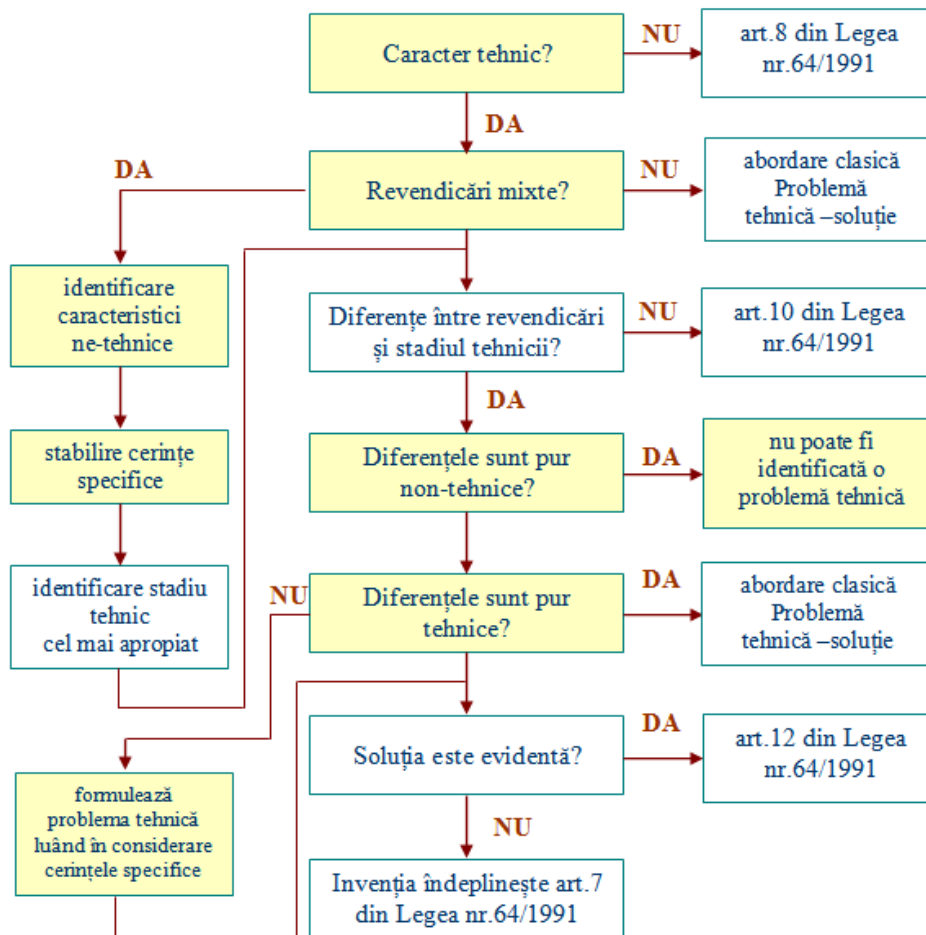 Caracter tehnic?
NU
art.8 din Legea
nr.64/1991
DA
DA
Revendicări mixte?
NU
abordare clasică
Problemă
tehnică –soluție
identificare
caracteristici
ne-tehnice
Diferențe între revendicări
și stadiul tehnicii?
NU
art.10 din Legea
nr.64/1991
DA
stabilire cerințe
specifice
Diferențele sunt pur
non-tehnice?
DA
nu poate fi
identificată o
problemă tehnică
identificare stadiu
tehnic
cel mai apropiat
NU
Diferențele sunt pur
tehnice?
DA
abordare clasică
Problemă
tehnică –soluție
Soluția este evidentă?
DA
art.12 din Legea
nr.64/1991
formulează
problema tehnică
luând în considerare
cerințele specifice
NU
Invenția îndeplinește art.7
din Legea nr.64/1991